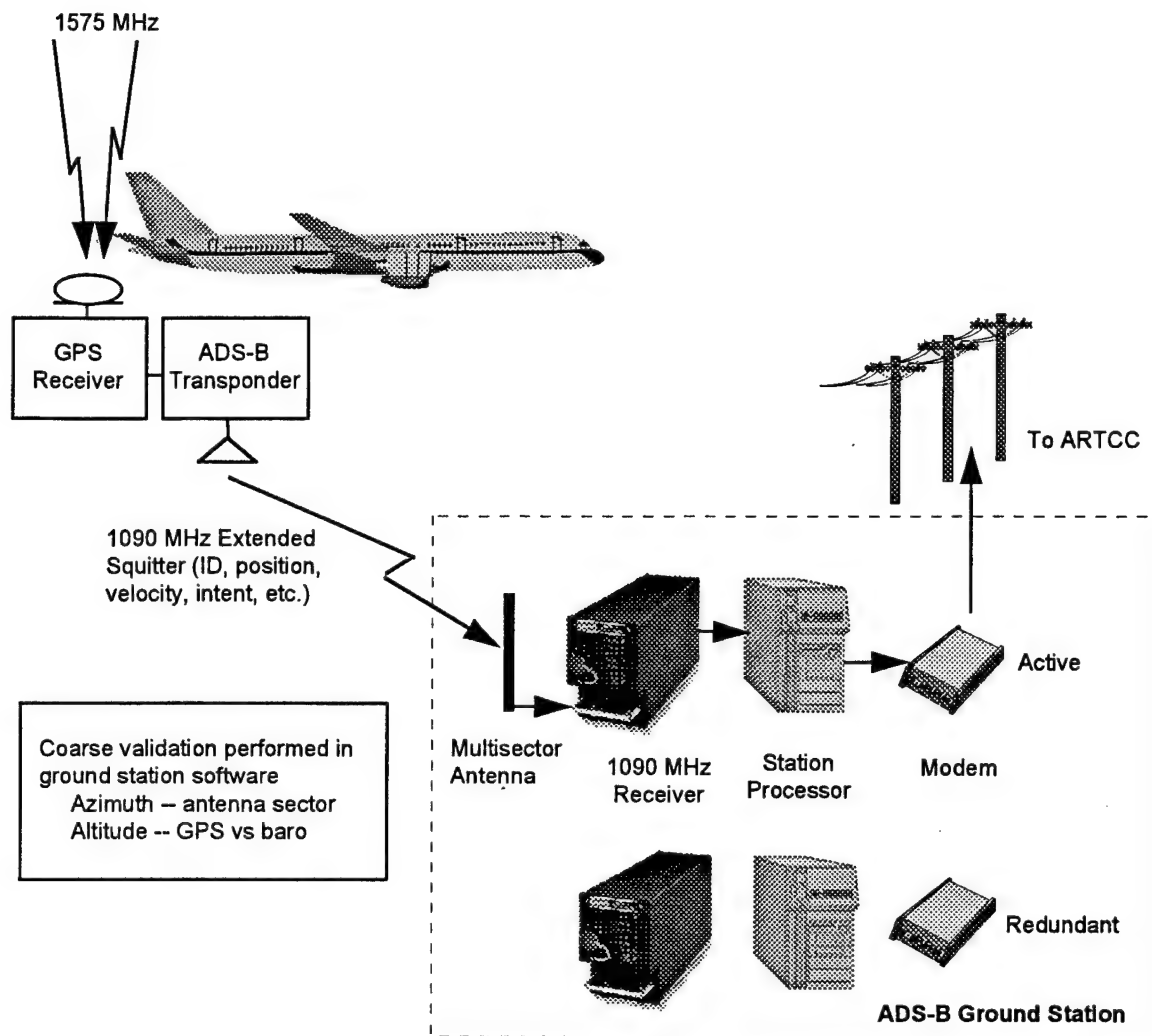 1575 MHz
GPS
Receiver
ADS-B
Transponder
To ARTCC
1090 MHz Extended
Squitter (ID, position,
velocity, intent, etc.)
Active
Coarse validation performed in
ground station software
Azimuth -- antenna sector
Altitude -- GPS vs baro
Multisector
Antenna
1090 MHz
Receiver
Station
Processor
Modem
Redundant
ADS-B Ground Station